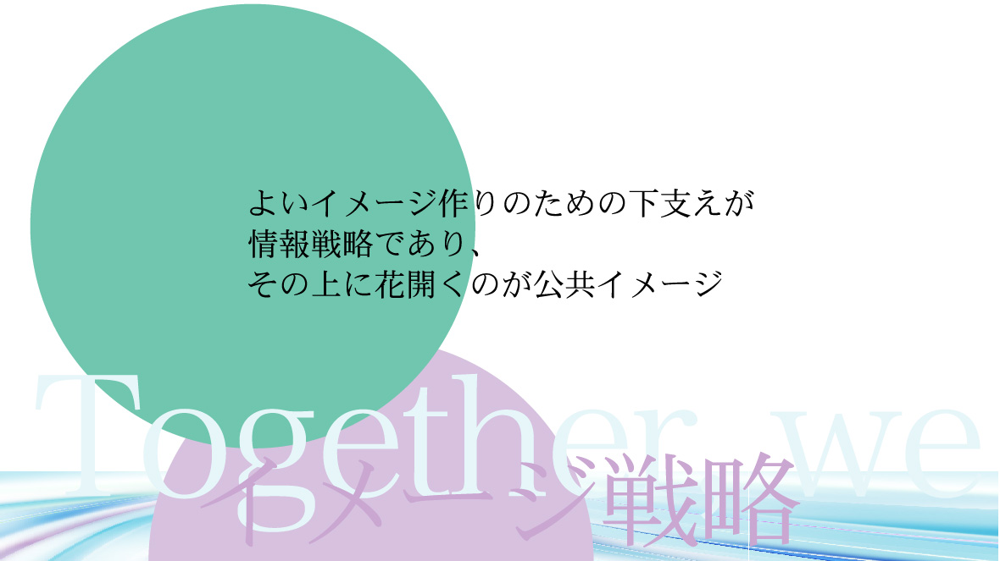 よいイメージ作りのための下支えが
情報戦略であり、
その上に花開くのが公共イメージ
Together, we
イメージ戦略